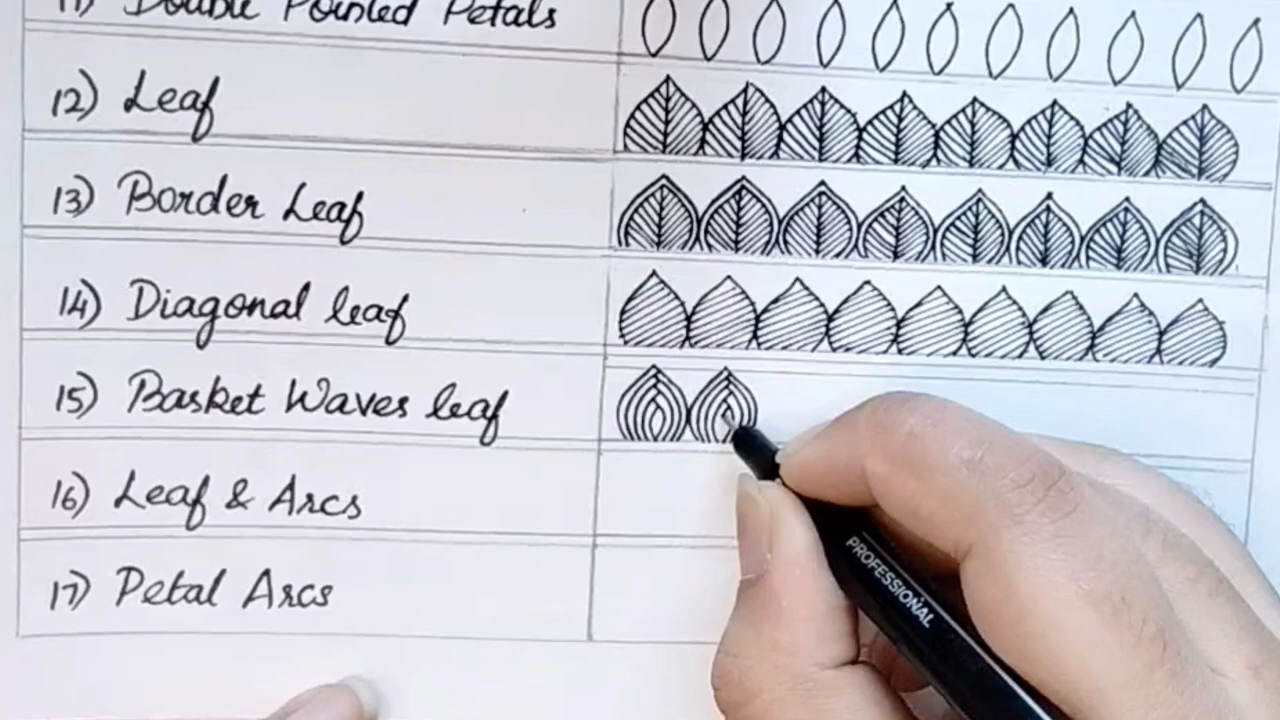 11) Double Pointed Petals
12) Leaf
13) Border Leaf
14) Diagonal leaf
15) Basket Waves leaf
16) Leaf & Arcs
17) Petal Arcs
PROFESSIONAL